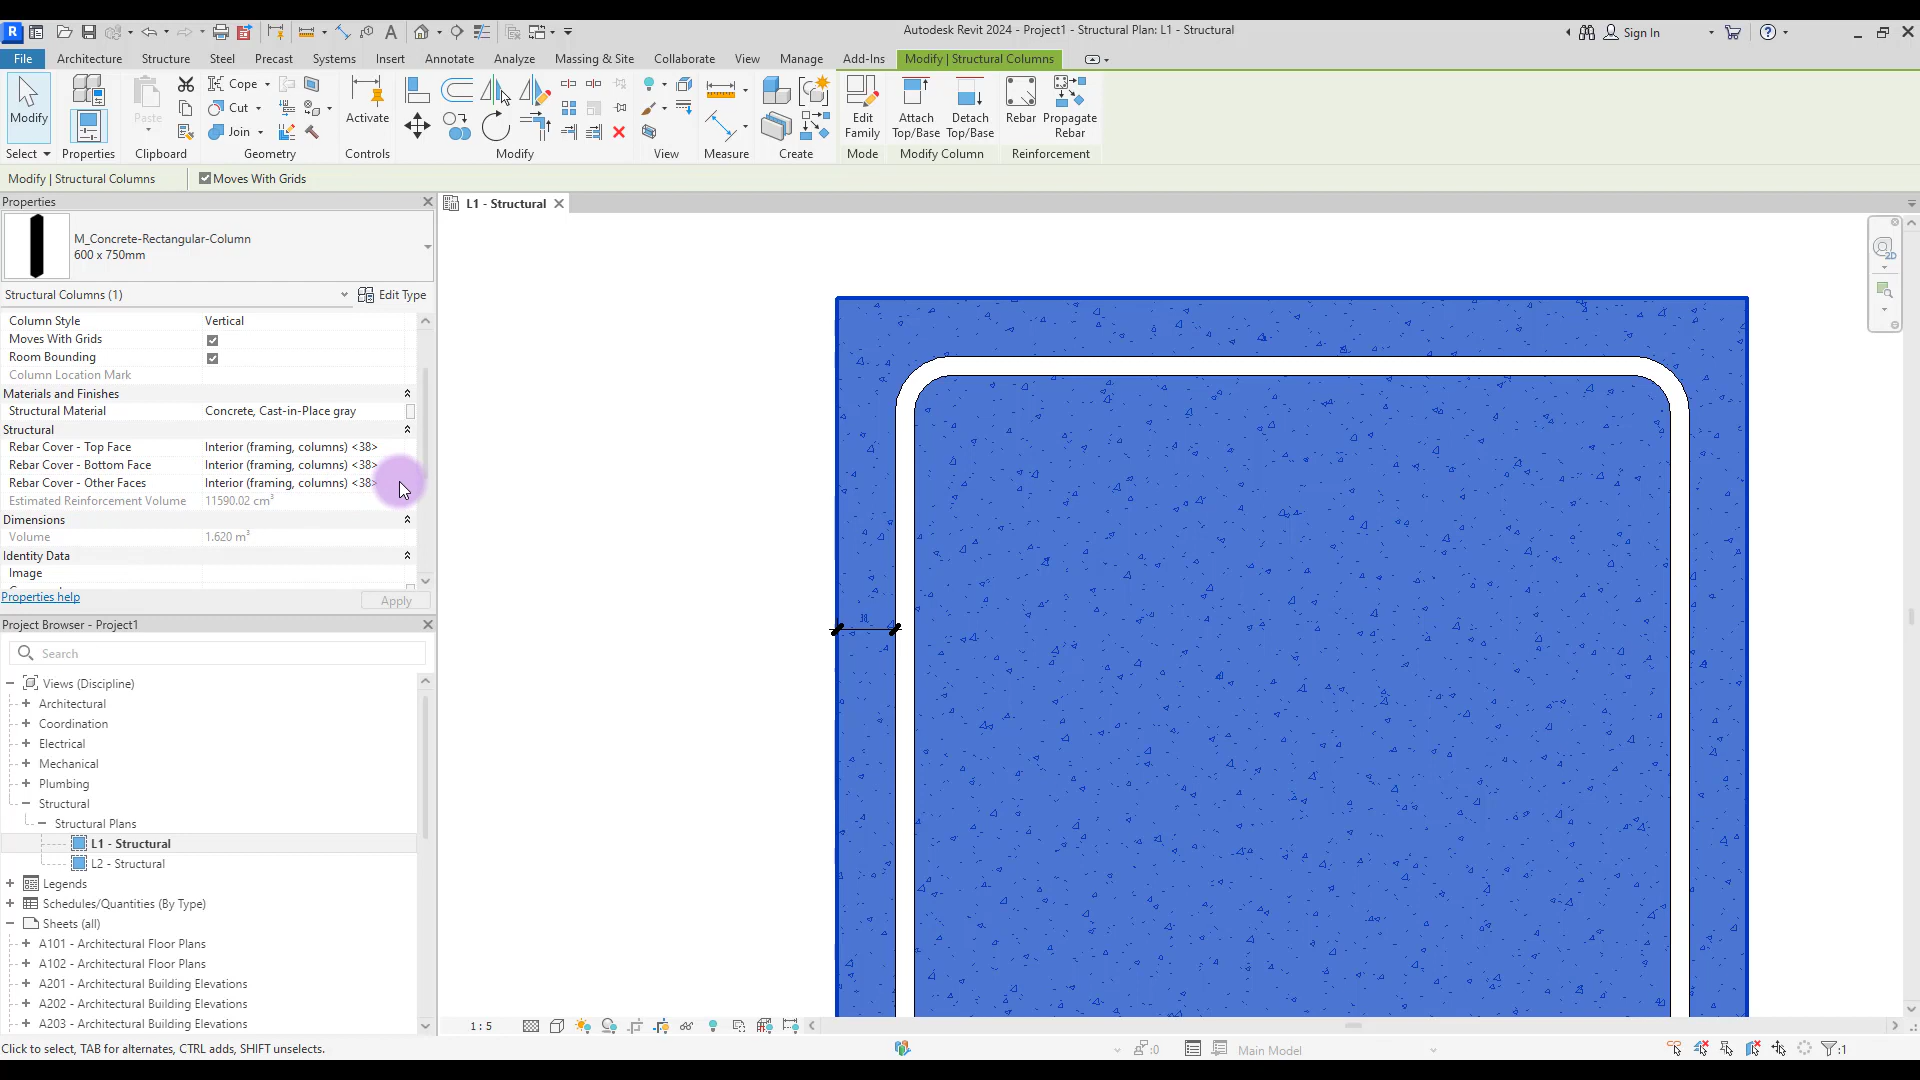 Autodesk Revit 2024 - Project1 - Structural Plan: L1 - Structural
Sign In
File Architecture Structure Steel Precast Systems Insert Annotate Analyze Massing & Site Collaborate View Manage Add-Ins Modify | Structural Columns
Modify
Paste
Cope
Cut
Join
Activate
Edit Family
Attach Top/Base
Detach Top/Base
Rebar
Propagate Rebar
Select Properties Clipboard Geometry Controls Modify View Measure Create Mode Modify Column Reinforcement
Modify | Structural Columns Moves With Grids
Properties
L1 - Structural
M_Concrete-Rectangular-Column
600 x 750mm
Structural Columns (1) Edit Type
Column Style Vertical
Moves With Grids
Room Bounding
Column Location Mark
Materials and Finishes
Structural Material Concrete, Cast-in-Place gray
Structural
Rebar Cover - Top Face Interior (framing, columns) <38>
Rebar Cover - Bottom Face Interior (framing, columns) <38>
Rebar Cover - Other Faces Interior (framing, columns) <38>
Estimated Reinforcement Volume 11590.02 cm³
Dimensions
Volume 1.620 m³
Identity Data
Image
Properties help Apply
Project Browser - Project1
Search
Views (Discipline)
Architectural
Coordination
Electrical
Mechanical
Plumbing
Structural
Structural Plans
L1 - Structural
L2 - Structural
Legends
Schedules/Quantities (By Type)
Sheets (all)
A101 - Architectural Floor Plans
A102 - Architectural Floor Plans
A201 - Architectural Building Elevations
A202 - Architectural Building Elevations
A203 - Architectural Building Elevations
1 : 5
Click to select, TAB for alternates, CTRL adds, SHIFT unselects.
:0
Main Model
:1
2D